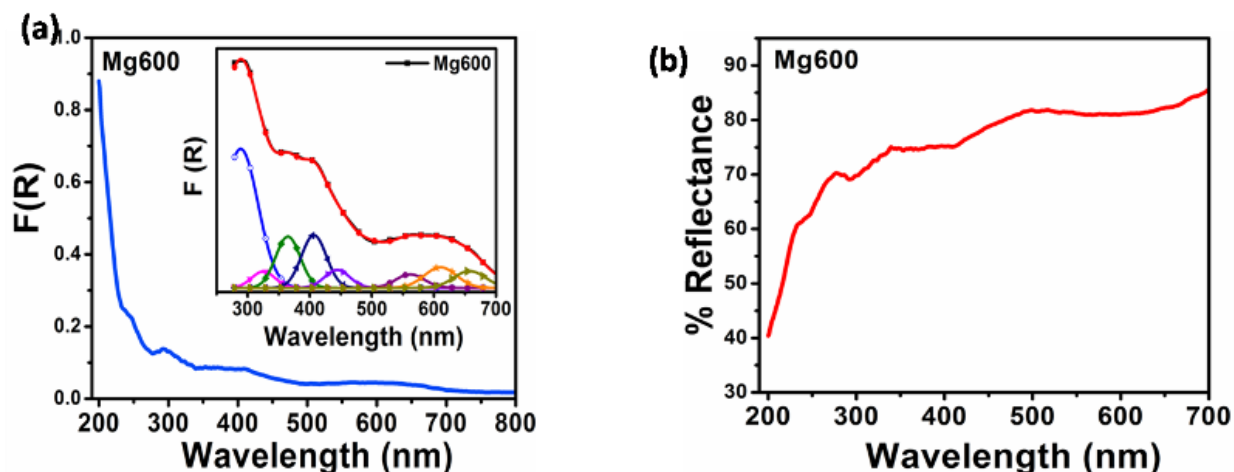 (a)
Mg600
F(R)
1.0
0.8
0.6
0.4
0.2
0.0
200 300 400 500 600 700 800
Wavelength (nm)
Mg600
F (R)
300 400 500 600 700
Wavelength (nm)
(b)
Mg600
% Reflectance
90
80
70
60
50
40
30
200 300 400 500 600 700
Wavelength (nm)